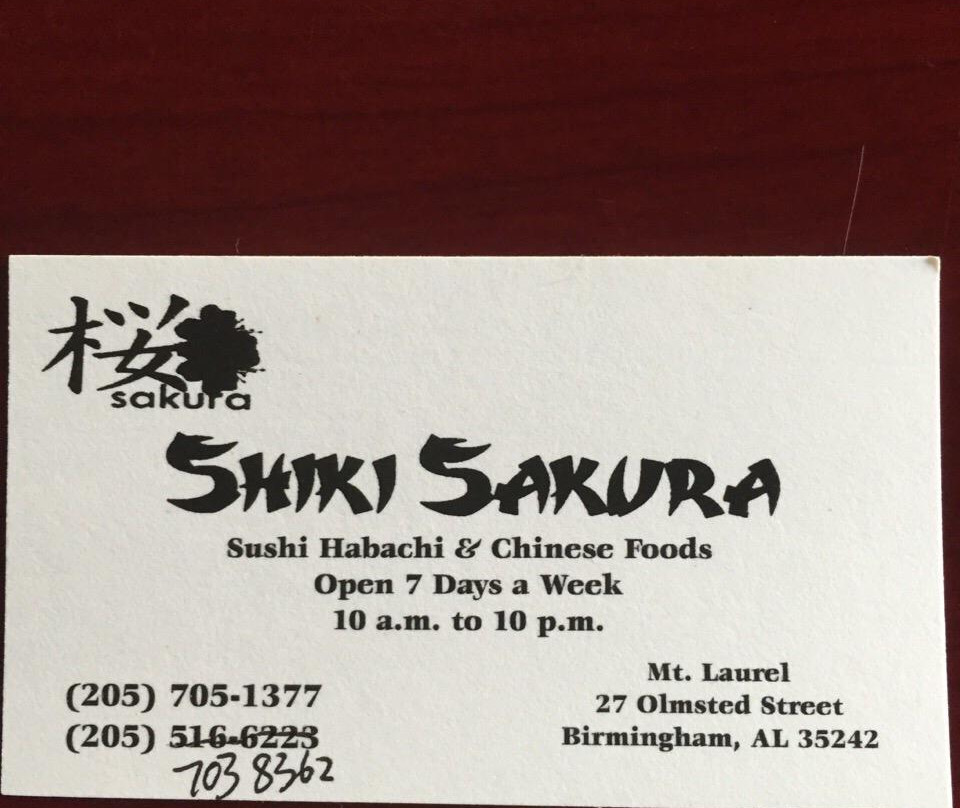 桜
sakura
SHIKI SAKURA
Sushi Habachi & Chinese Foods
Open 7 Days a Week
10 a.m. to 10 p.m.
(205) 705-1377
(205) 516-6223
703 8362
Mt. Laurel
27 Olmsted Street
Birmingham, AL 35242